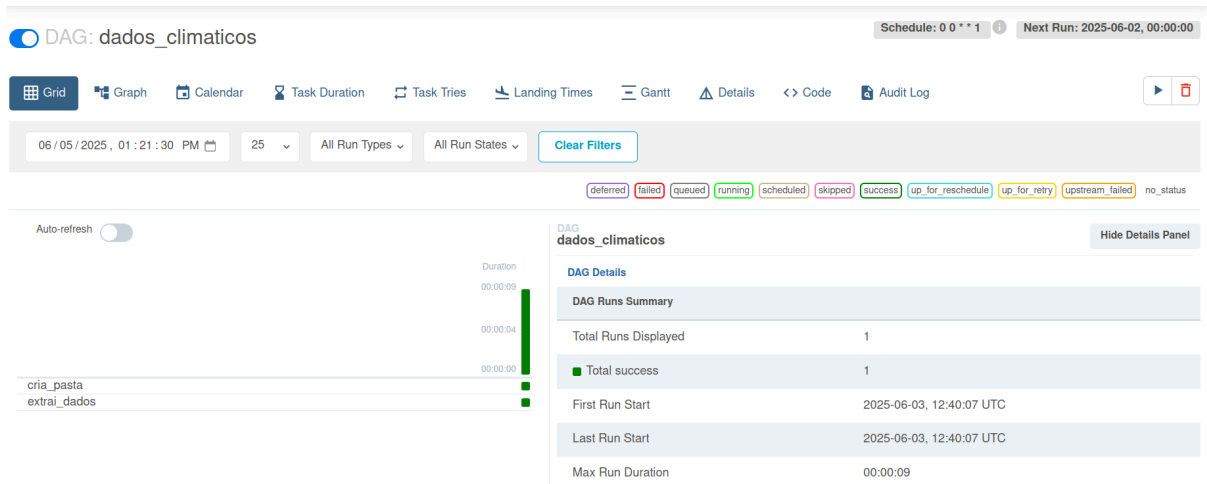 DAG: dados_climaticos
Schedule: 0 0 * * 1
Next Run: 2025-06-02, 00:00:00
Grid
Graph
Calendar
Task Duration
Task Tries
Landing Times
Gantt
Details
<> Code
Audit Log
06/05/2025, 01:21:30 PM
25
All Run Types
All Run States
Clear Filters
deferred
failed
queued
running
scheduled
skipped
success
up_for_reschedule
up_for_retry
upstream_failed
no_status
Auto-refresh
Duration
00:00:09
00:00:04
00:00:00
cria_pasta
extrai_dados
DAG
dados_climaticos
Hide Details Panel
DAG Details
DAG Runs Summary
Total Runs Displayed 1
Total success 1
First Run Start 2025-06-03, 12:40:07 UTC
Last Run Start 2025-06-03, 12:40:07 UTC
Max Run Duration 00:00:09